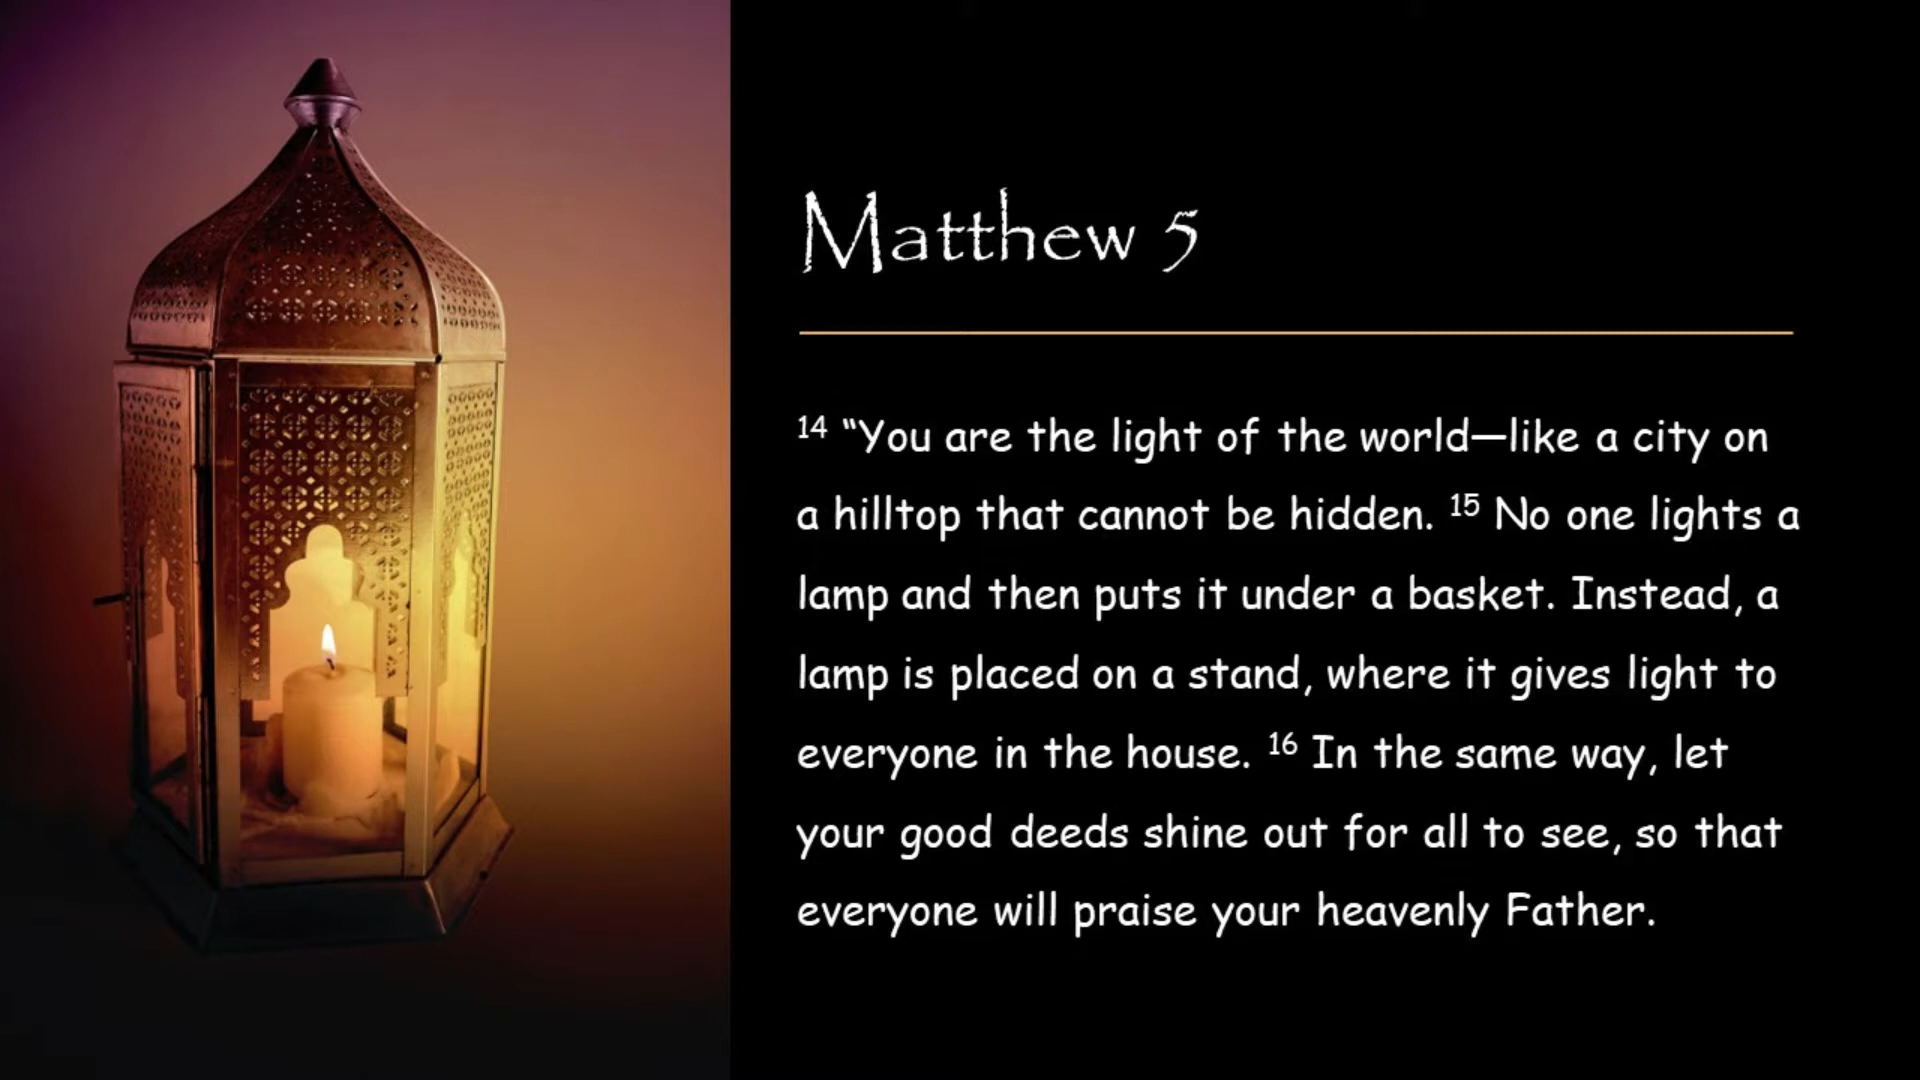 Matthew 5
14 “You are the light of the world—like a city on
a hilltop that cannot be hidden. 15 No one lights a
lamp and then puts it under a basket. Instead, a
lamp is placed on a stand, where it gives light to
everyone in the house. 16 In the same way, let
your good deeds shine out for all to see, so that
everyone will praise your heavenly Father.